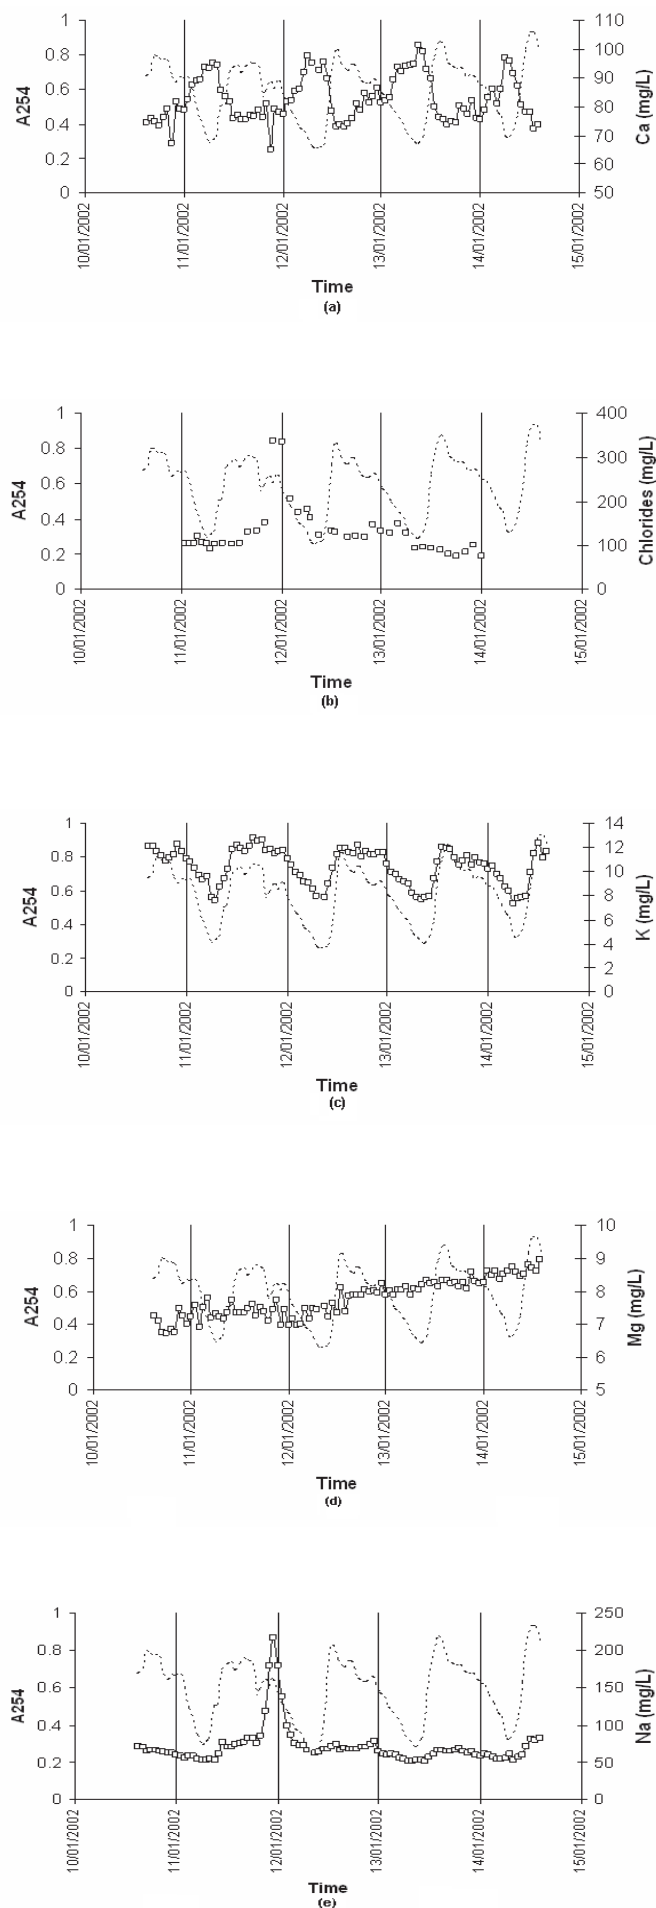 1 110
0.8 100
90
0.6 80
0.4 70
0.2 60
0 50
A254
Ca (mg/L)
10/01/2002 11/01/2002 12/01/2002 13/01/2002 14/01/2002 15/01/2002
Time
(a)
1 400
0.8 300
0.6 200
0.4
0.2 100
0 0
A254
Chlorides (mg/L)
10/01/2002 11/01/2002 12/01/2002 13/01/2002 14/01/2002 15/01/2002
Time
(b)
1 14
12
0.8 10
0.6 8
0.4 6
4
0.2 2
0 0
A254
K (mg/L)
10/01/2002 11/01/2002 12/01/2002 13/01/2002 14/01/2002 15/01/2002
Time
(c)
1 10
0.8 9
0.6 8
0.4 7
0.2 6
0 5
A254
Mg (mg/L)
10/01/2002 11/01/2002 12/01/2002 13/01/2002 14/01/2002 15/01/2002
Time
(d)
1 250
0.8 200
0.6 150
0.4 100
0.2 50
0 0
A254
Na (mg/L)
10/01/2002 11/01/2002 12/01/2002 13/01/2002 14/01/2002 15/01/2002
Time
(e)